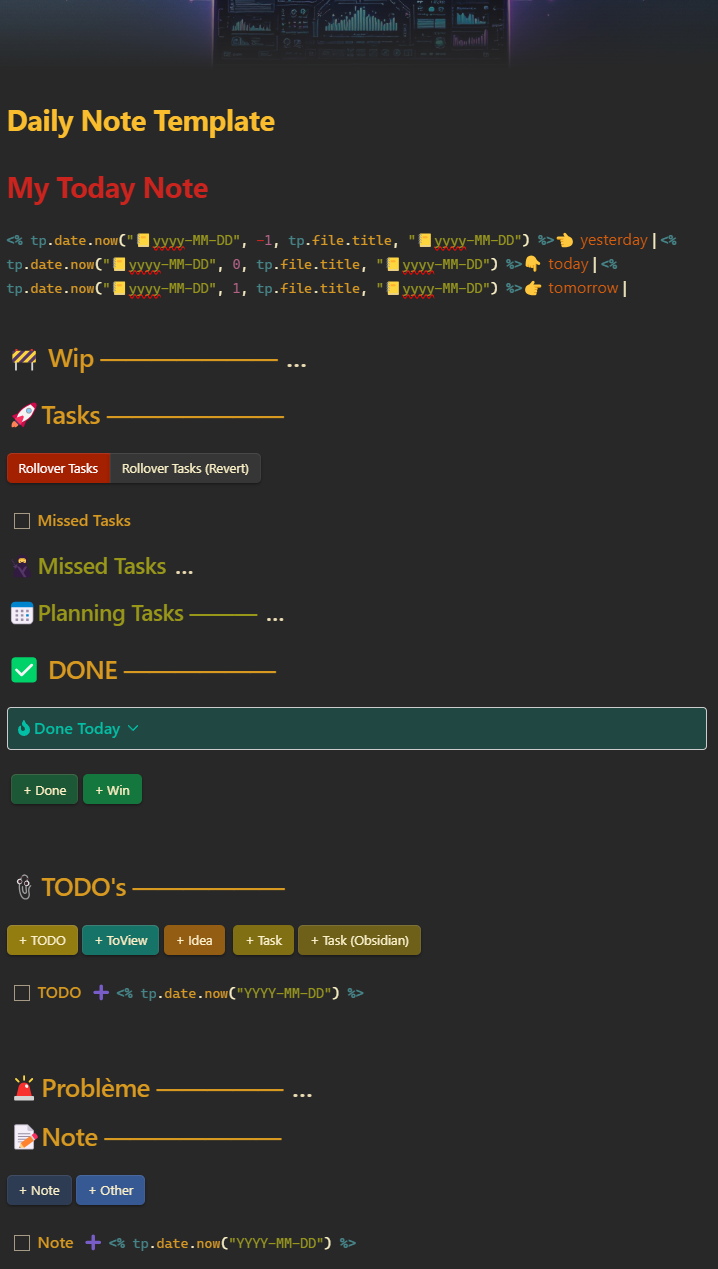 Daily Note Template
My Today Note
<% tp.date.now("📒yyyy-MM-DD", -1, tp.file.title, "📒yyyy-MM-DD") %>👈 yesterday | <%
tp.date.now("📒yyyy-MM-DD", 0, tp.file.title, "📒yyyy-MM-DD") %>👇 today | <%
tp.date.now("📒yyyy-MM-DD", 1, tp.file.title, "📒yyyy-MM-DD") %>👉 tomorrow |
🚧 Wip ────────── ...
🚀 Tasks ──────────
Rollover Tasks Rollover Tasks (Revert)
Missed Tasks
Missed Tasks ...
📅 Planning Tasks ──── ...
✅ DONE ─────────
Done Today
+ Done + Win
TODO's ─────────
+ TODO + ToView + Idea + Task + Task (Obsidian)
TODO ➕ <% tp.date.now("YYYY-MM-DD") %>
🚨 Problème ──────── ...
📝 Note ──────────
+ Note + Other
Note ➕ <% tp.date.now("YYYY-MM-DD") %>